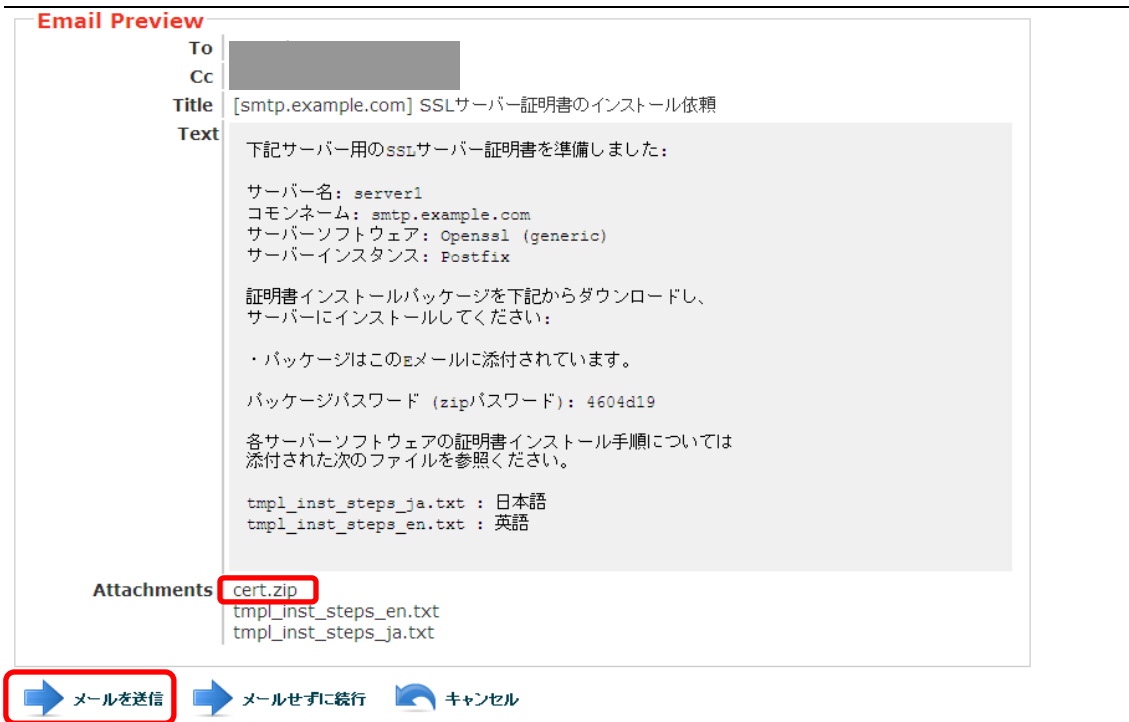 Email Preview
To
Cc
Title [smtp.example.com] SSLサーバー証明書のインストール依頼
Text
下記サーバー用のSSLサーバー証明書を準備しました:
サーバー名: server1
コモンネーム: smtp.example.com
サーバーソフトウェア: Openssl (generic)
サーバーインスタンス: Postfix
証明書インストールパッケージを下記からダウンロードし、
サーバーにインストールしてください:
・パッケージはこのEメールに添付されています。
パッケージパスワード (zipパスワード): 4604d19
各サーバーソフトウェアの証明書インストール手順については
添付された次のファイルを参照ください。
tmpl_inst_steps_ja.txt : 日本語
tmpl_inst_steps_en.txt : 英語
Attachments cert.zip
tmpl_inst_steps_en.txt
tmpl_inst_steps_ja.txt
メールを送信 メールせずに続行 キャンセル